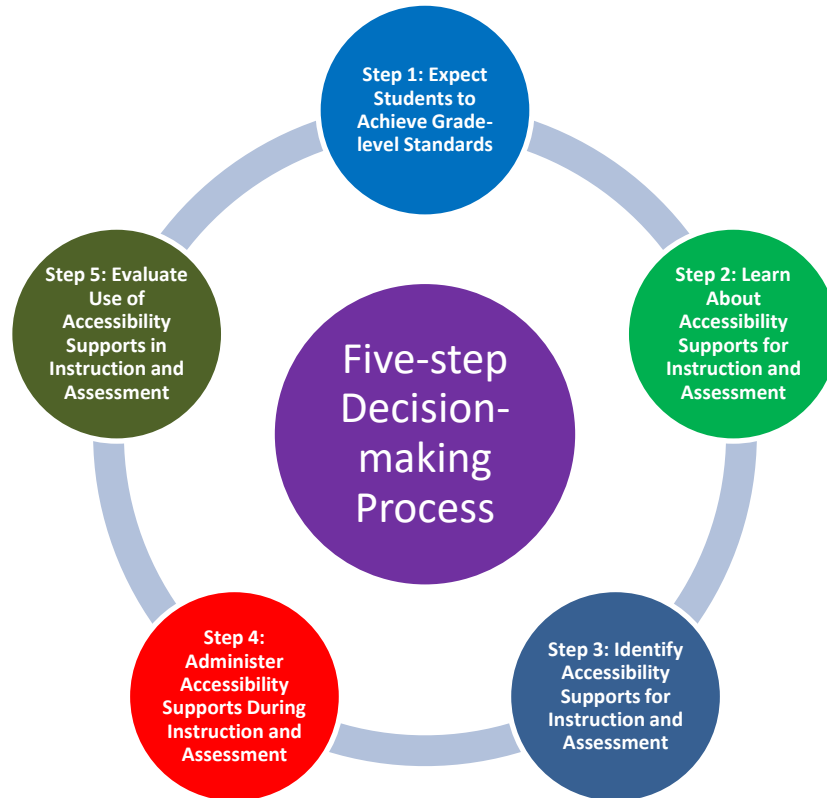 Step 1: Expect
Students to
Achieve Grade-
level Standards
Step 2: Learn
About
Accessibility
Supports for
Instruction and
Assessment
Step 3: Identify
Accessibility
Supports for
Instruction and
Assessment
Step 4:
Administer
Accessibility
Supports During
Instruction and
Assessment
Step 5: Evaluate
Use of
Accessibility
Supports in
Instruction and
Assessment
Five-step
Decision-
making
Process